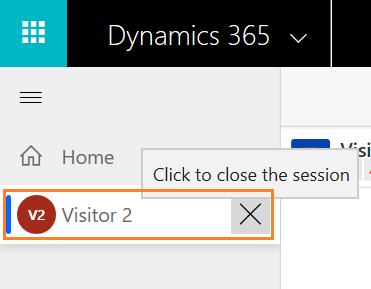 Dynamics 365
Home
Click to close the session
V2 Visitor 2